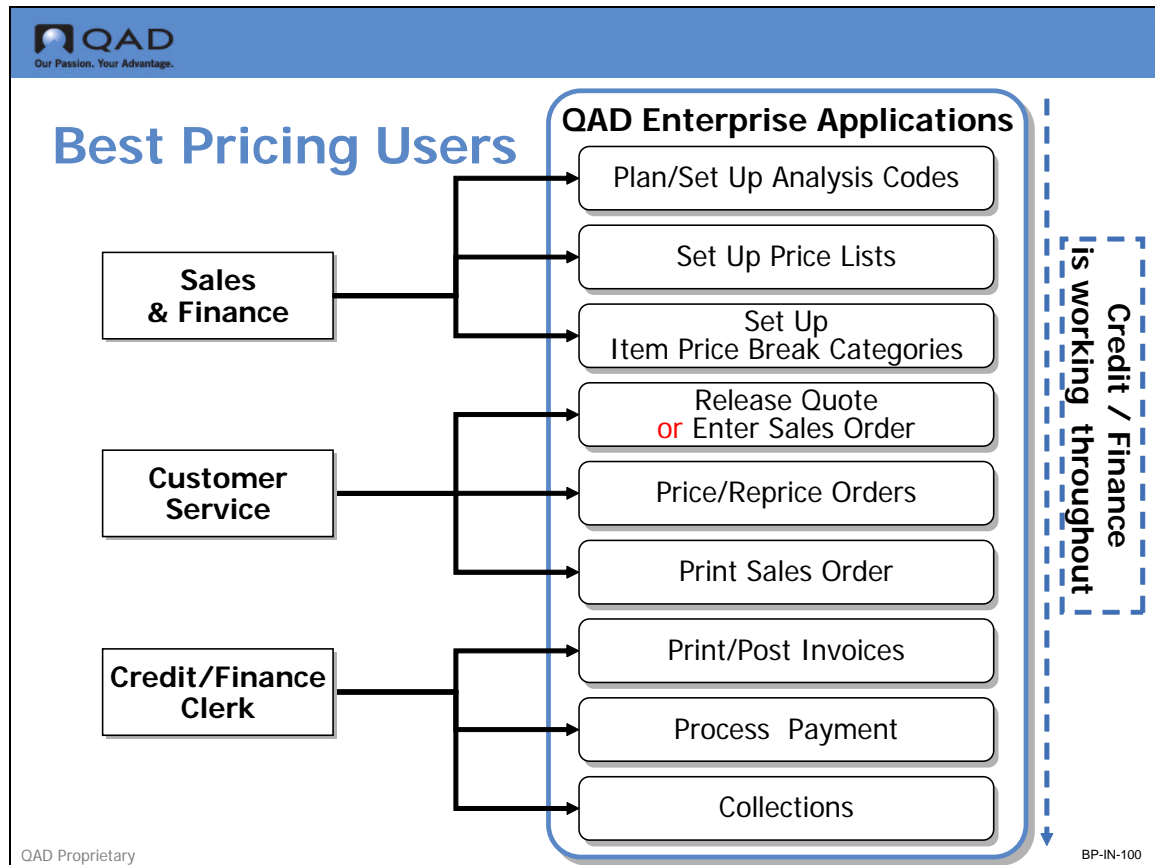 QAD
Our Passion. Your Advantage.
Best Pricing Users
QAD Enterprise Applications
Plan/Set Up Analysis Codes
Set Up Price Lists
Set Up
Item Price Break Categories
Sales
& Finance
Release Quote
or Enter Sales Order
Price/Reprice Orders
Print Sales Order
Customer
Service
Print/Post Invoices
Process Payment
Collections
Credit/Finance
Clerk
Credit / Finance
is working throughout
QAD Proprietary
BP-IN-100